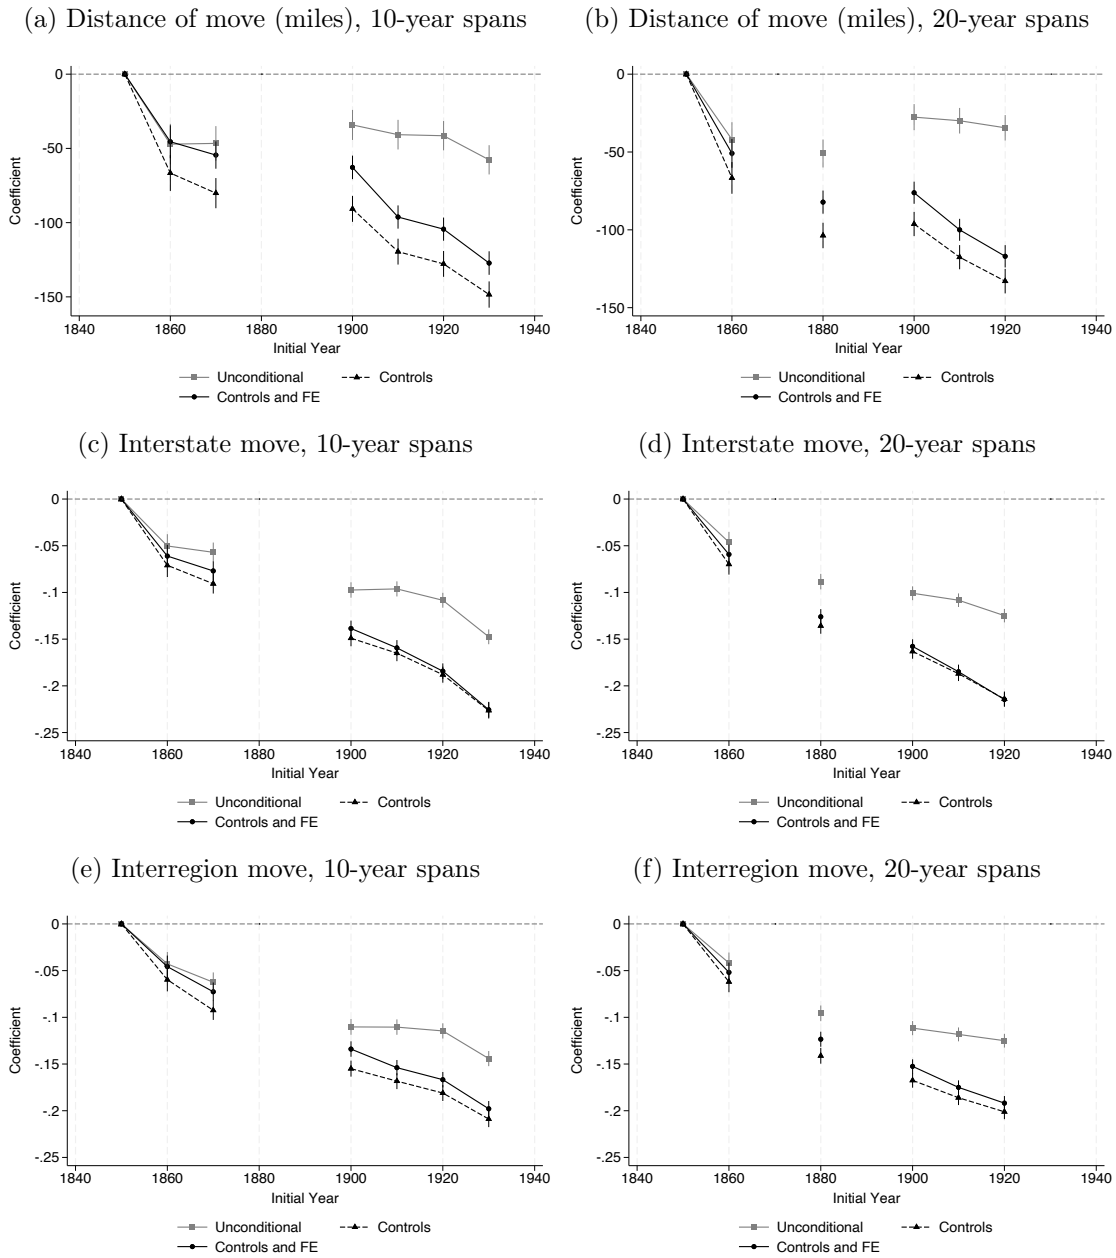 (a) Distance of move (miles), 10-year spans
0
-50
-100
-150
Coefficient
1840 1860 1880 1900 1920 1940
Initial Year
Unconditional Controls
Controls and FE
(b) Distance of move (miles), 20-year spans
0
-50
-100
-150
Coefficient
1840 1860 1880 1900 1920 1940
Initial Year
Unconditional Controls
Controls and FE
(c) Interstate move, 10-year spans
0
-.05
-.1
-.15
-.2
-.25
Coefficient
1840 1860 1880 1900 1920 1940
Initial Year
Unconditional Controls
Controls and FE
(d) Interstate move, 20-year spans
0
-.05
-.1
-.15
-.2
-.25
Coefficient
1840 1860 1880 1900 1920 1940
Initial Year
Unconditional Controls
Controls and FE
(e) Interregion move, 10-year spans
0
-.05
-.1
-.15
-.2
-.25
Coefficient
1840 1860 1880 1900 1920 1940
Initial Year
Unconditional Controls
Controls and FE
(f) Interregion move, 20-year spans
0
-.05
-.1
-.15
-.2
-.25
Coefficient
1840 1860 1880 1900 1920 1940
Initial Year
Unconditional Controls
Controls and FE